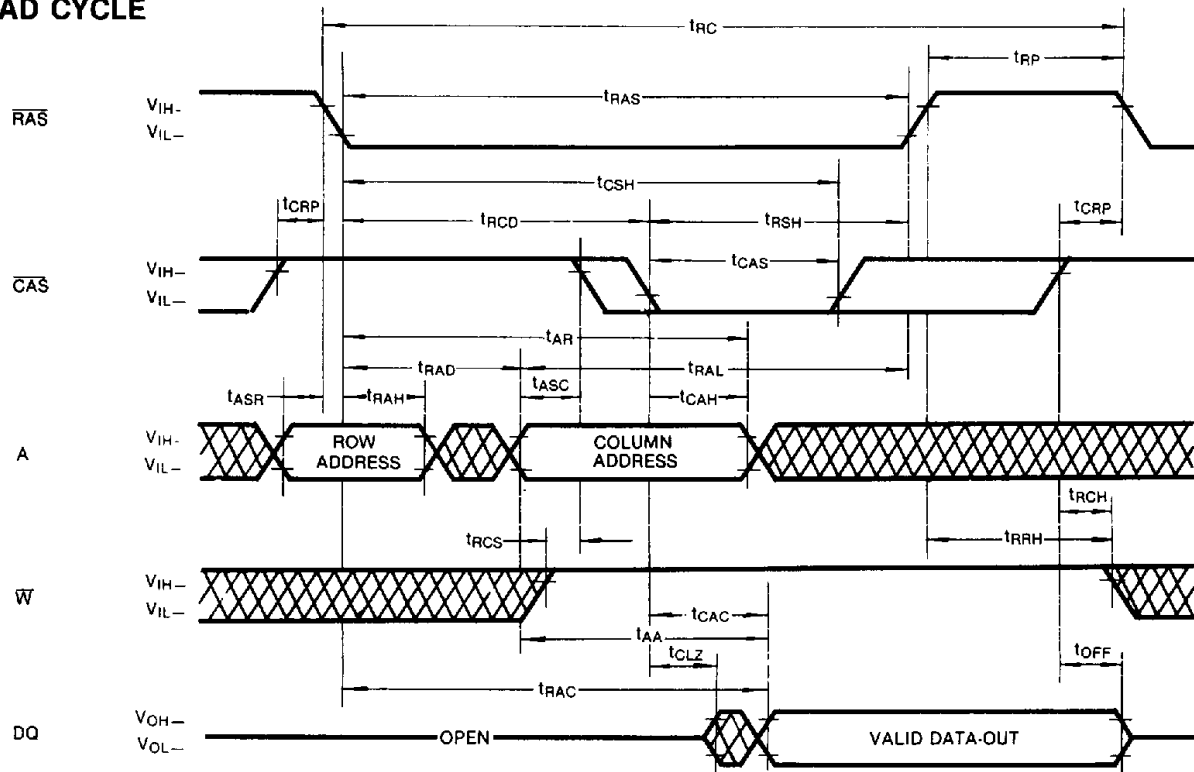 AD CYCLE
tRC
tRP
RAS
VIH-
VIL-
tRAS
tCSH
tCRP
tRCD
tRSH
tCRP
CAS
VIH-
VIL-
tCAS
tAR
tRAD
tRAL
tASR
tRAH
tASC
tCAH
A
VIH-
VIL-
ROW
ADDRESS
COLUMN
ADDRESS
tRCH
tRCS
tRRH
W
VIH-
VIL-
tCAC
tAA
tCLZ
tOFF
tRAC
DQ
VOH-
VOL-
OPEN
VALID DATA-OUT